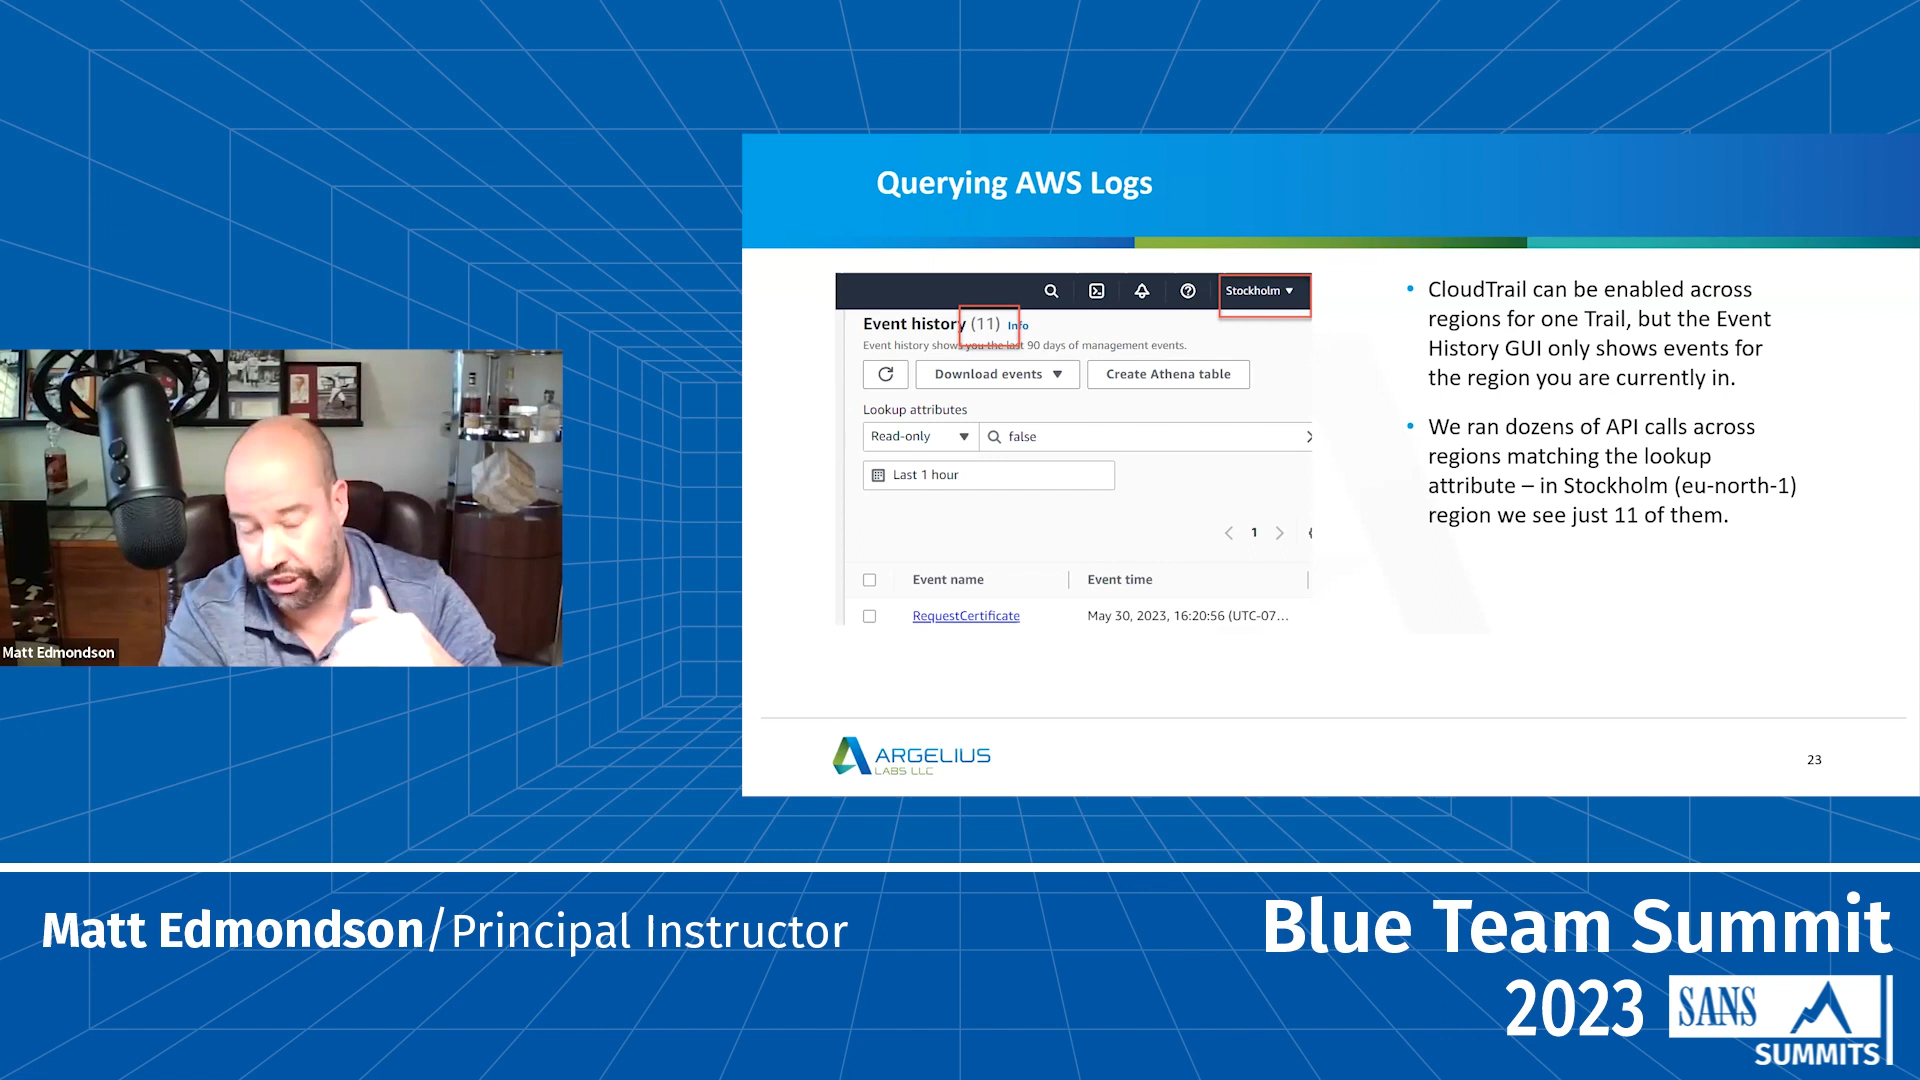 Querying AWS Logs
Stockholm
Event history (11) Info
Event history shows you the last 90 days of management events.
Download events
Create Athena table
Lookup attributes
Read-only
false
Last 1 hour
1
Event name
Event time
RequestCertificate
May 30, 2023, 16:20:56 (UTC-07...
• CloudTrail can be enabled across
regions for one Trail, but the Event
History GUI only shows events for
the region you are currently in.
• We ran dozens of API calls across
regions matching the lookup
attribute – in Stockholm (eu-north-1)
region we see just 11 of them.
ARGELIUS
LABS LLC
23
Matt Edmondson
Matt Edmondson/Principal Instructor
Blue Team Summit
2023
SANS
SUMMITS